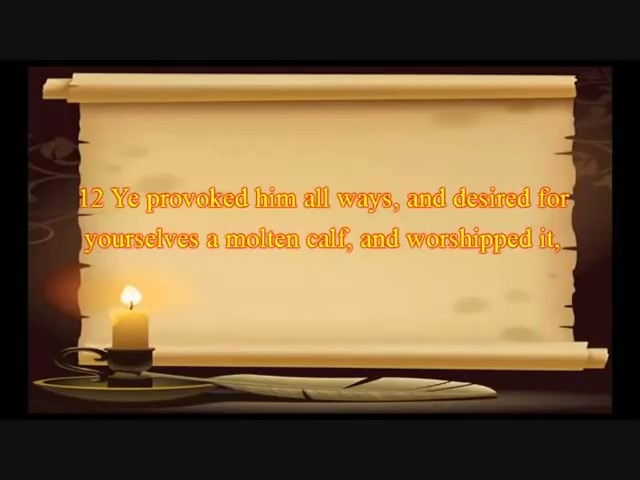 12 Ye provoked him all ways, and desired for
yourselves a molten calf, and worshipped it,